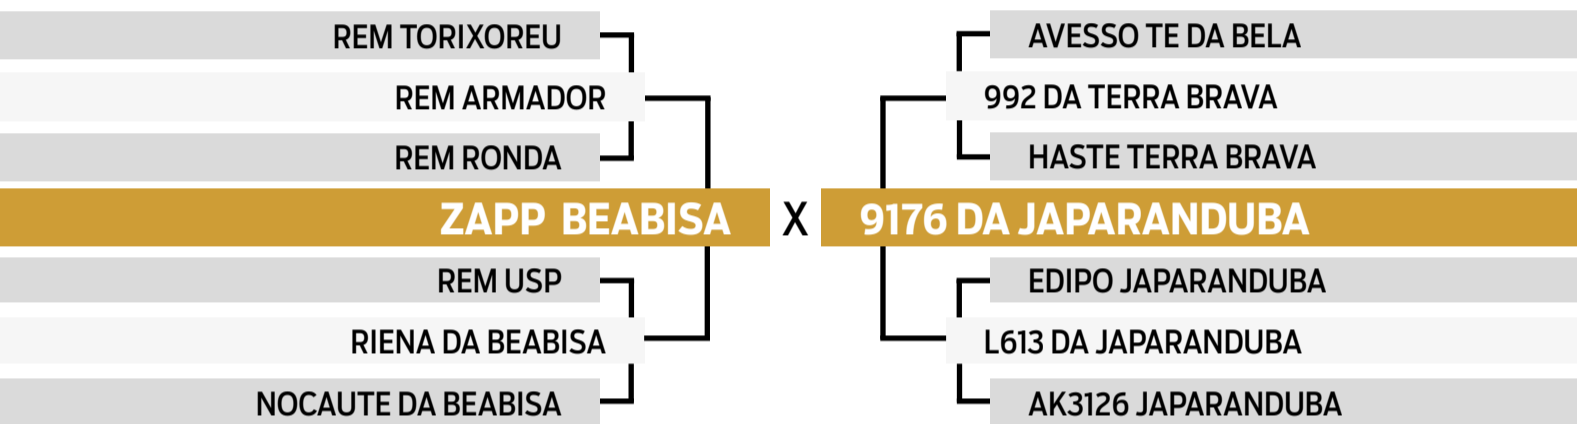 REM TORIXOREU
REM ARMADOR
REM RONDA
ZAPP BEABISA
REM USP
RIENA DA BEABISA
NOCAUTE DA BEABISA
X
AVESSO TE DA BELA
992 DA TERRA BRAVA
HASTE TERRA BRAVA
9176 DA JAPARANDUBA
EDIPO JAPARANDUBA
L613 DA JAPARANDUBA
AK3126 JAPARANDUBA